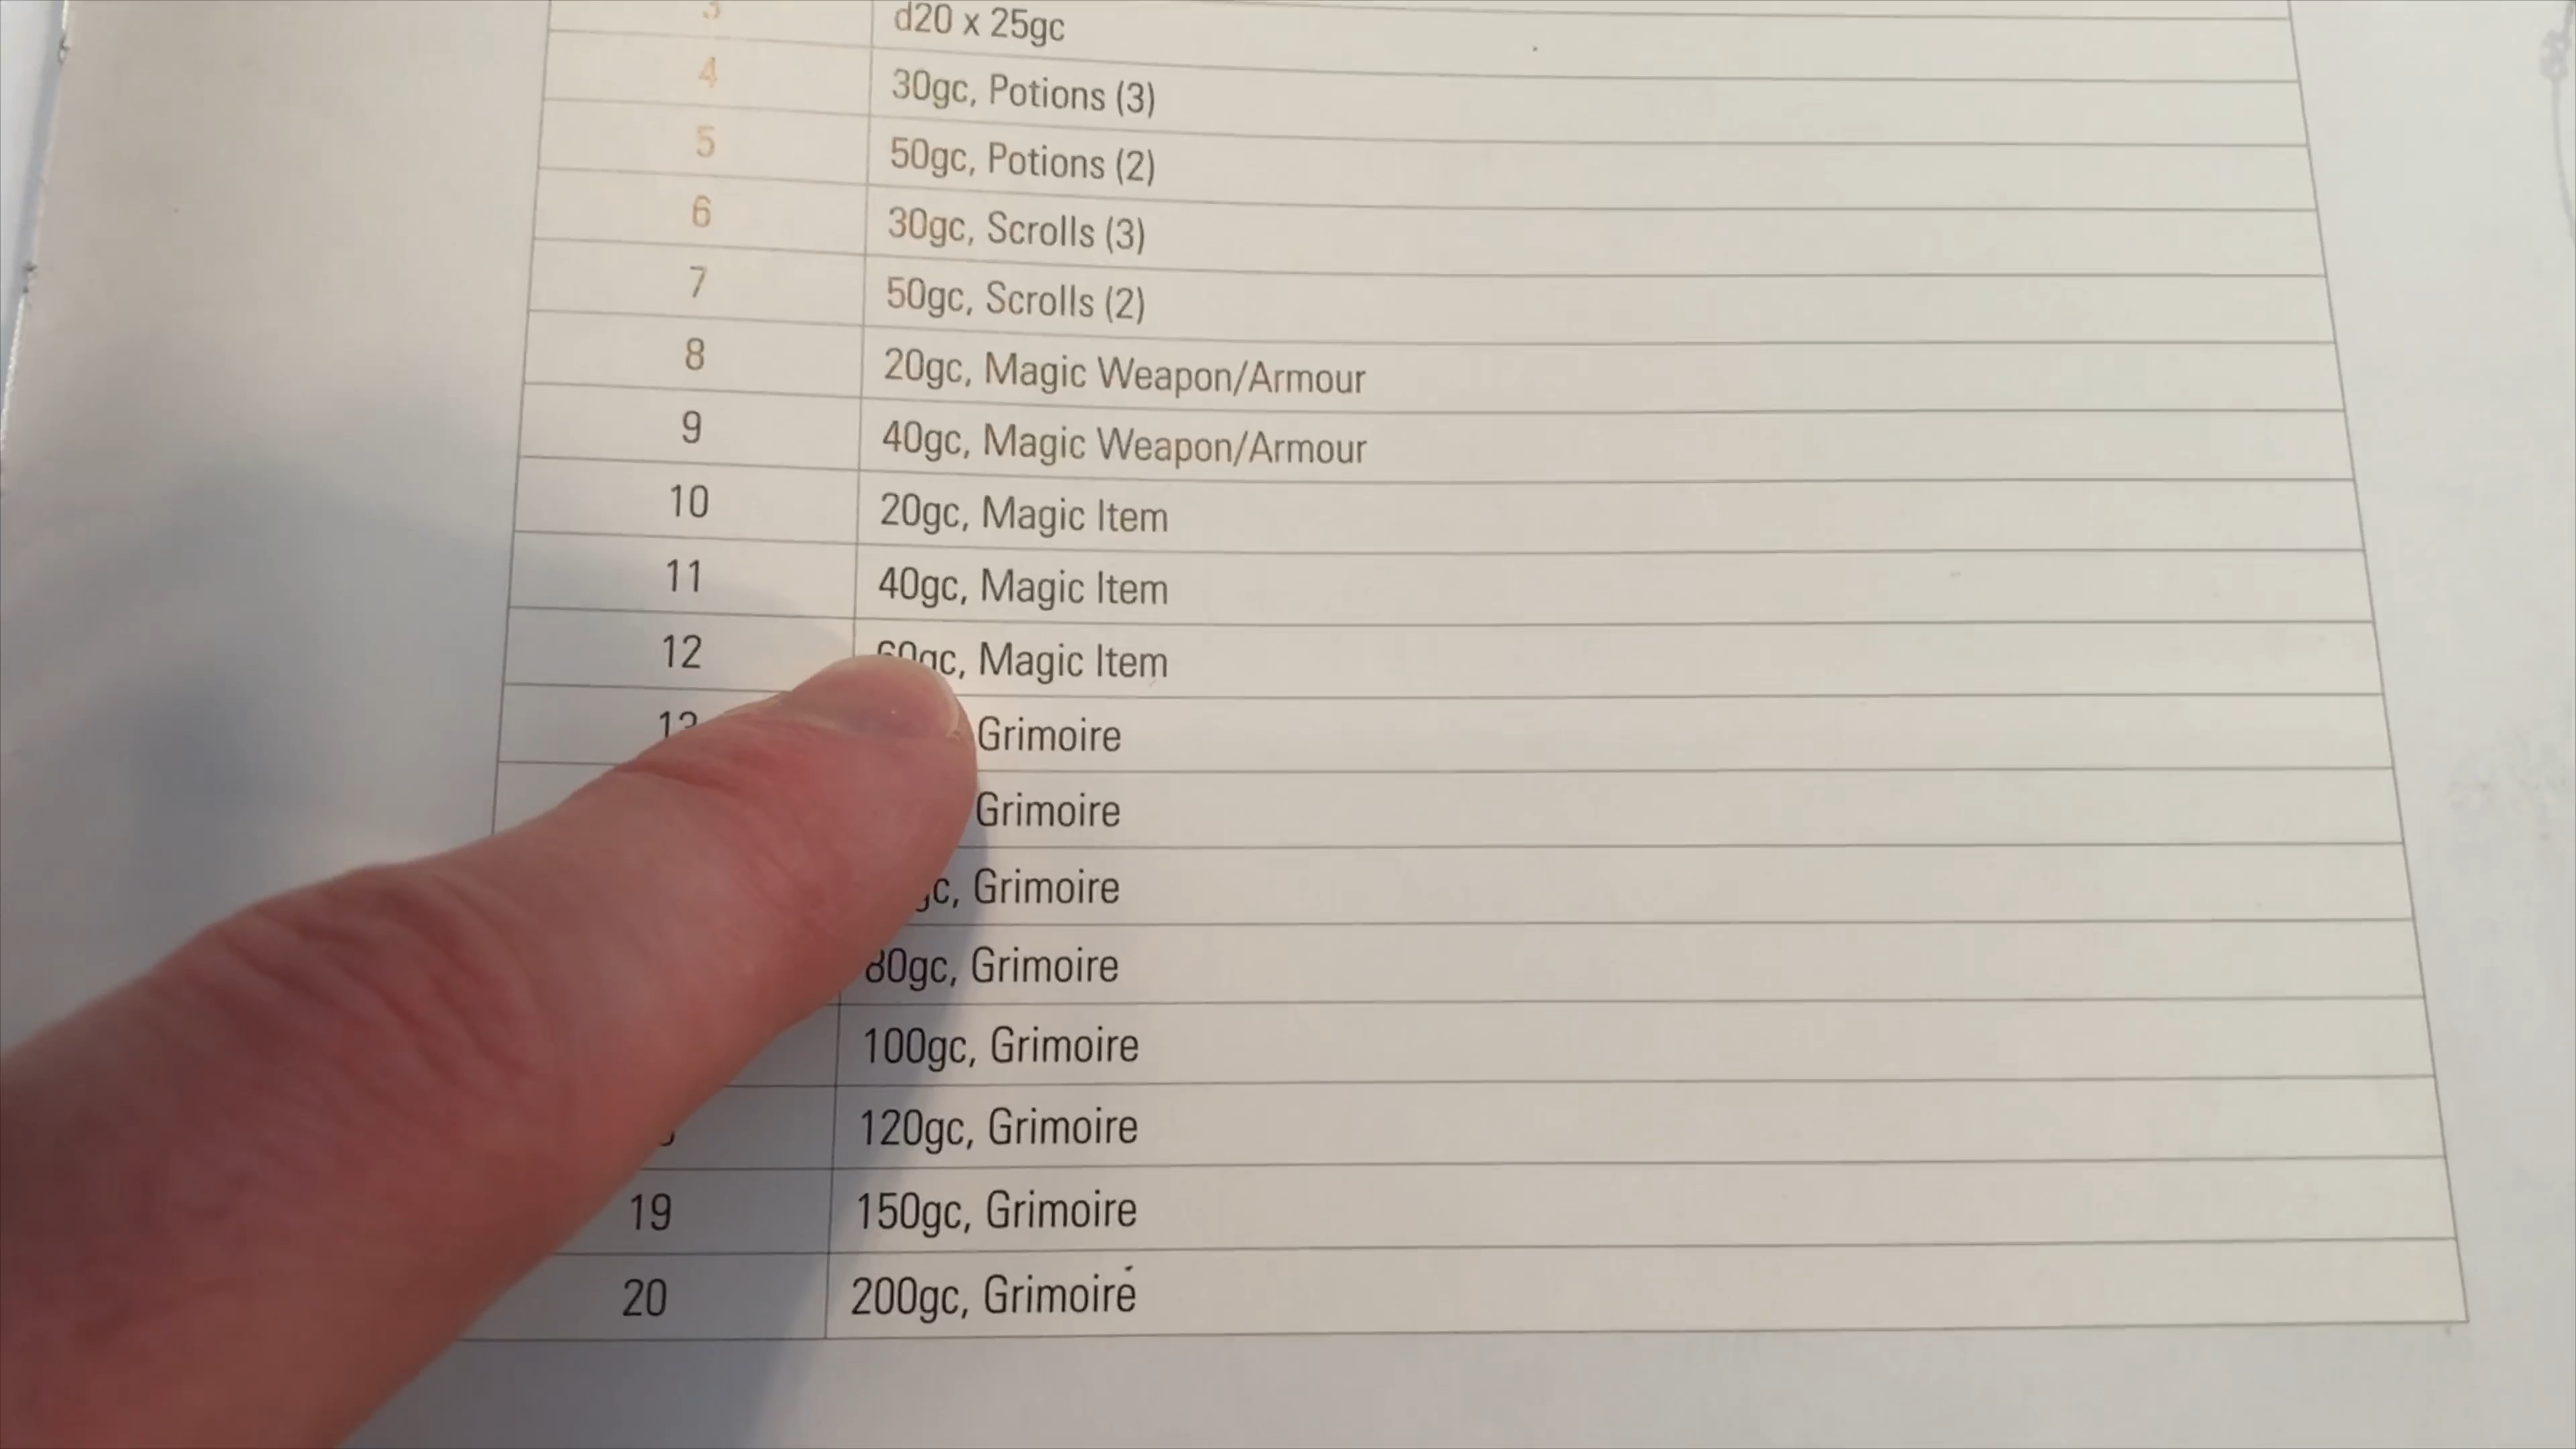 3 d20 x 25gc
4 30gc, Potions (3)
5 50gc, Potions (2)
6 30gc, Scrolls (3)
7 50gc, Scrolls (2)
8 20gc, Magic Weapon/Armour
9 40gc, Magic Weapon/Armour
10 20gc, Magic Item
11 40gc, Magic Item
12 60gc, Magic Item
13 Grimoire
Grimoire
Grimoire
80gc, Grimoire
100gc, Grimoire
120gc, Grimoire
19 150gc, Grimoire
20 200gc, Grimoire